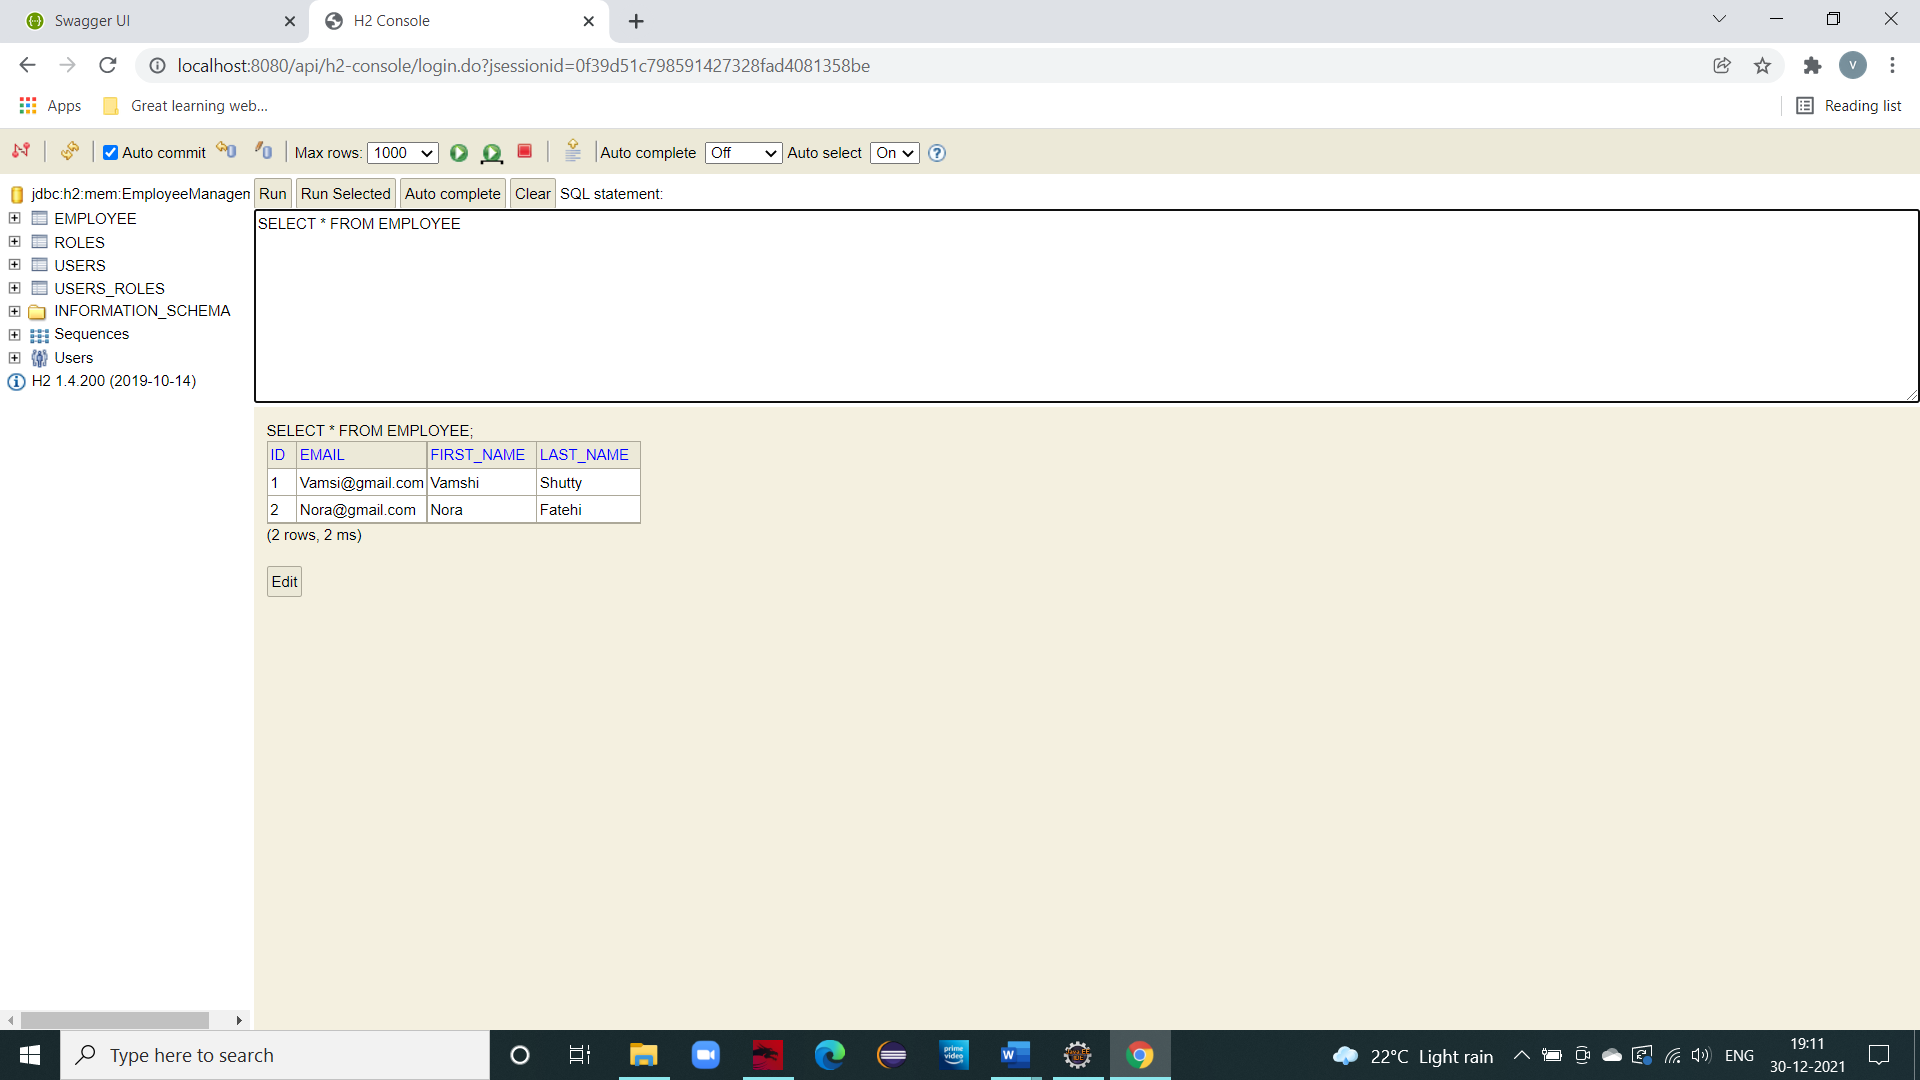 Swagger UI
H2 Console
localhost:8080/api/h2-console/login.do?jsessionid=0f39d51c798591427328fad4081358be
V
Apps
Great learning web...
Reading list
Auto commit
Max rows: 1000
Auto complete Off
Auto select On
jdbc:h2:mem:EmployeeManagem
EMPLOYEE
ROLES
USERS
USERS_ROLES
INFORMATION_SCHEMA
Sequences
Users
H2 1.4.200 (2019-10-14)
Run Run Selected Auto complete Clear SQL statement:
SELECT * FROM EMPLOYEE
SELECT * FROM EMPLOYEE;
ID EMAIL FIRST_NAME LAST_NAME
1 Vamsi@gmail.com Vamshi Shutty
2 Nora@gmail.com Nora Fatehi
(2 rows, 2 ms)
Edit
Type here to search
prime video
W
22°C Light rain
ENG
19:11
30-12-2021